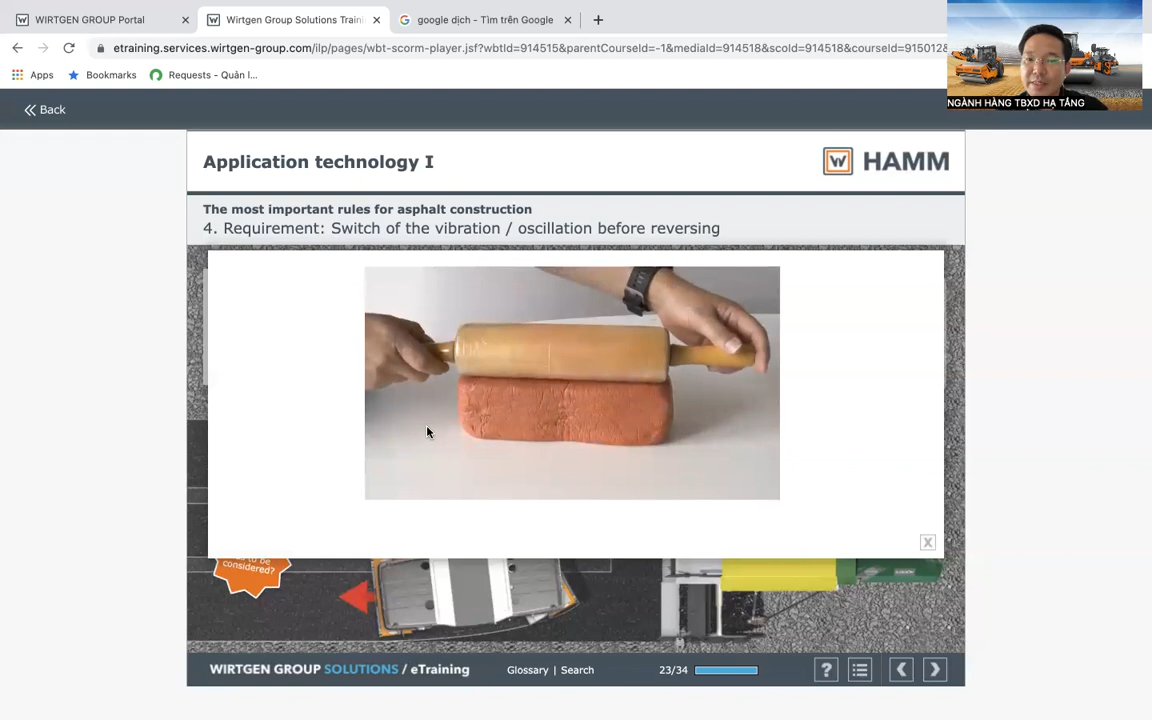 WIRTGEN GROUP Portal
Wirtgen Group Solutions Traini
google dịch - Tìm trên Google
etraining.services.wirtgen-group.com/ilp/pages/wbt-scorm-player.jsf?wbtId=914515&parentCourseId=-1&mediaId=914518&scoId=914518&courseId=915012&
Apps
Bookmarks
Requests - Quản l...
NGÀNH HÀNG TBXD HẠ TẦNG
Back
Application technology I
W HAMM
The most important rules for asphalt construction
4. Requirement: Switch of the vibration / oscillation before reversing
X
to be
considered?
WIRTGEN GROUP SOLUTIONS / eTraining
Glossary | Search
23/34
?